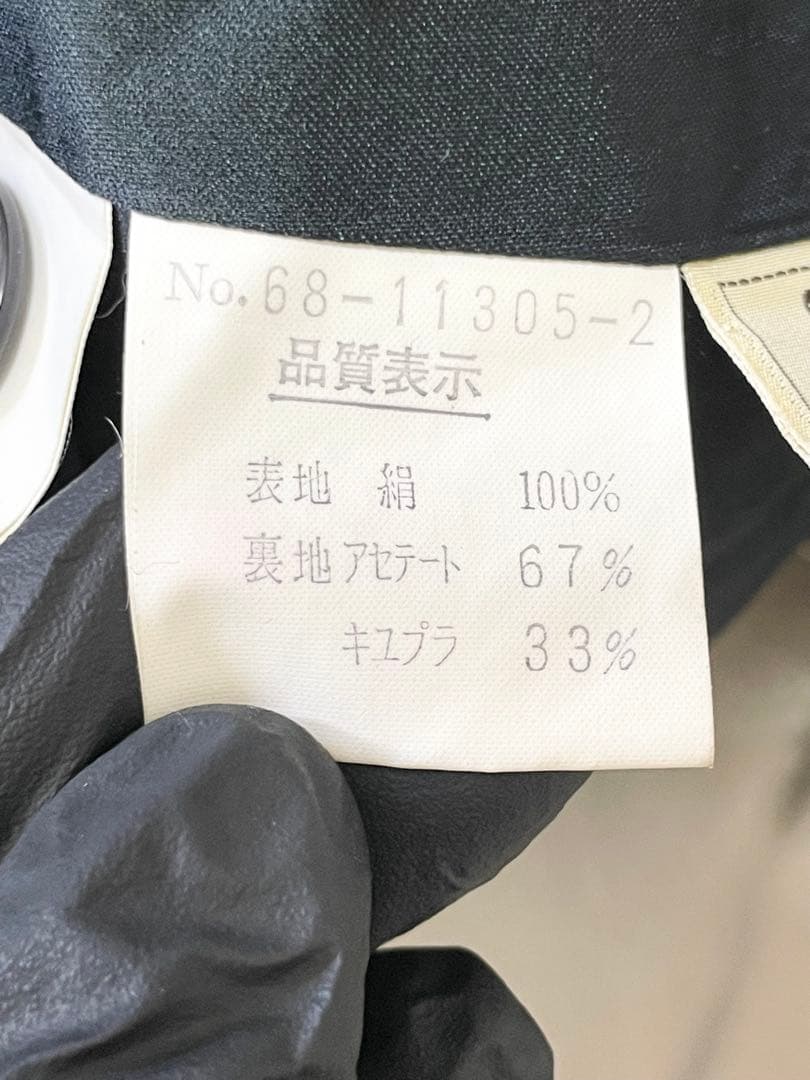 No. 68-11305-2
品質表示
表地 絹 100%
裏地 アセテート 67%
キユプラ 33%